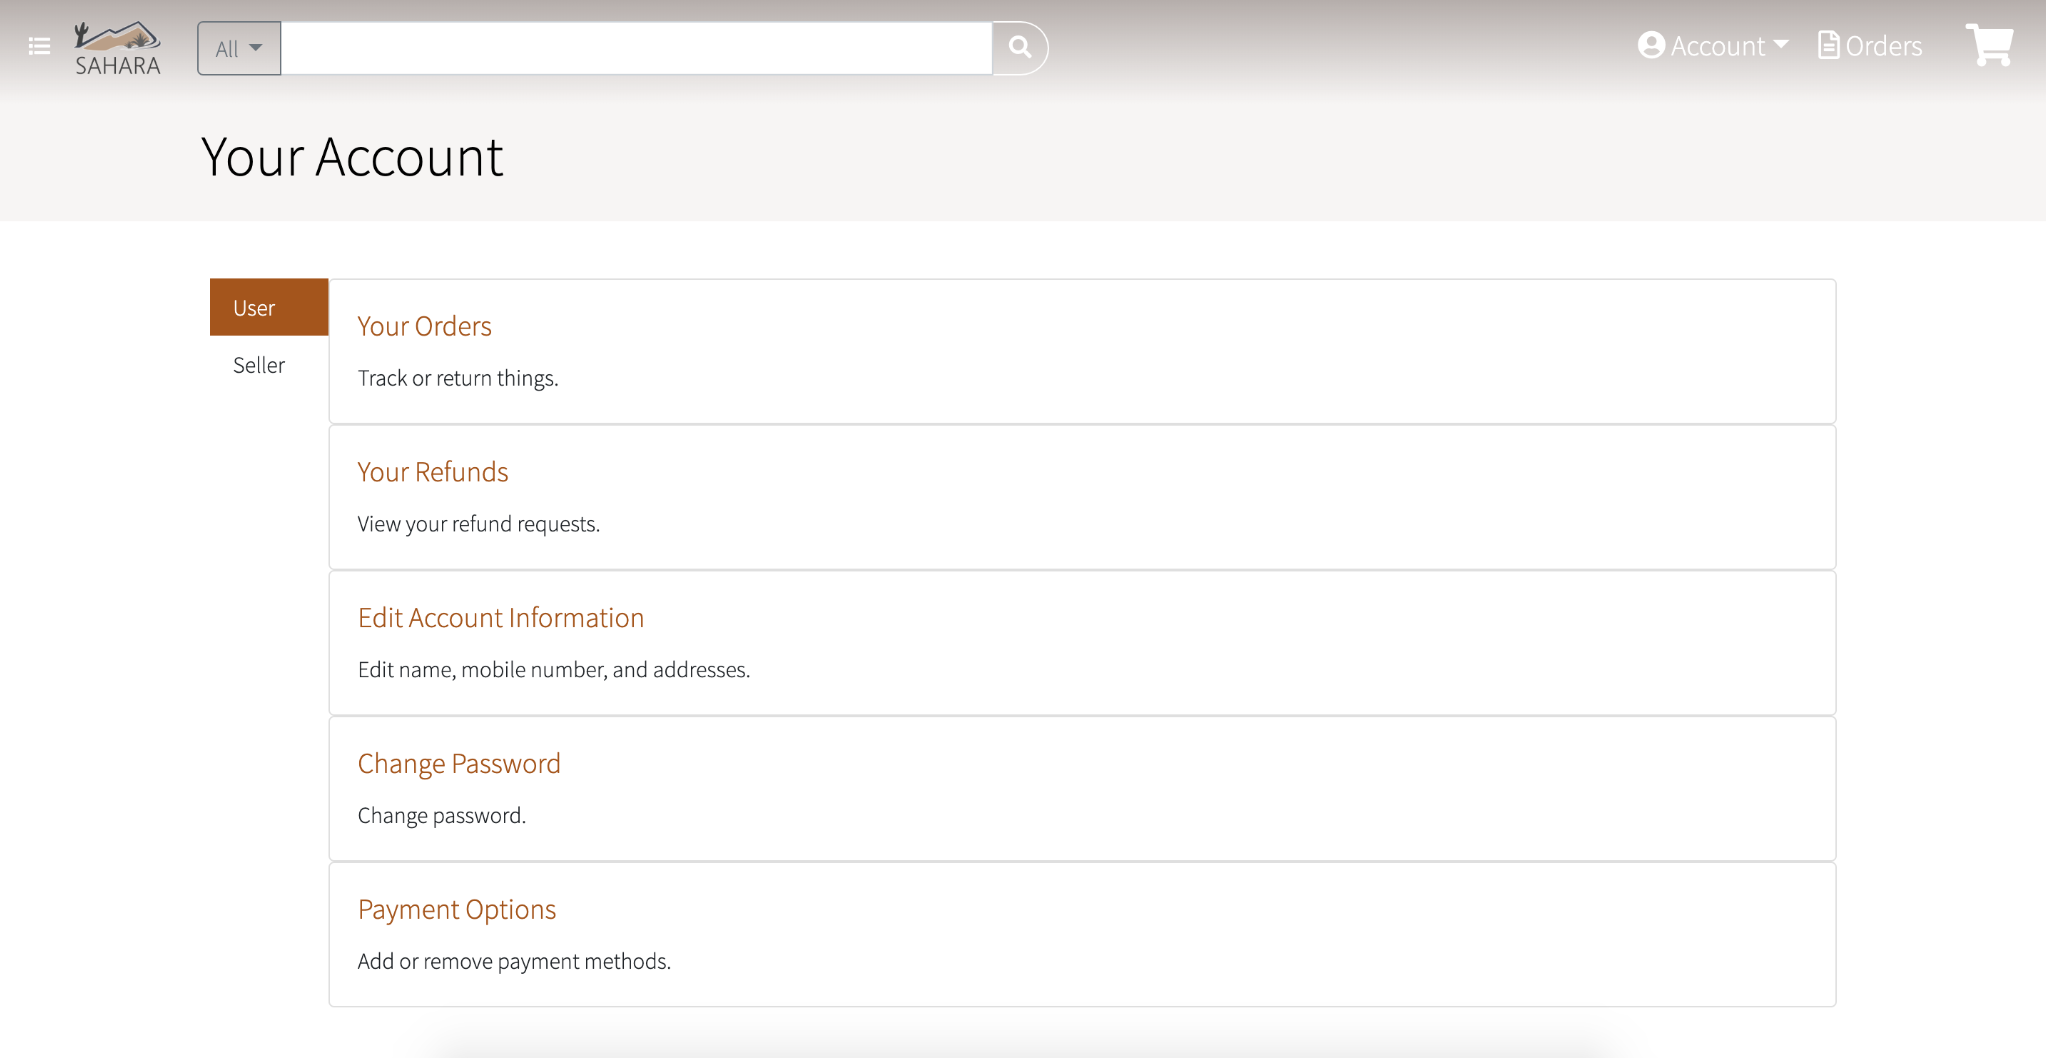 SAHARA
All
Account
Orders
Your Account
User
Seller
Your Orders
Track or return things.
Your Refunds
View your refund requests.
Edit Account Information
Edit name, mobile number, and addresses.
Change Password
Change password.
Payment Options
Add or remove payment methods.